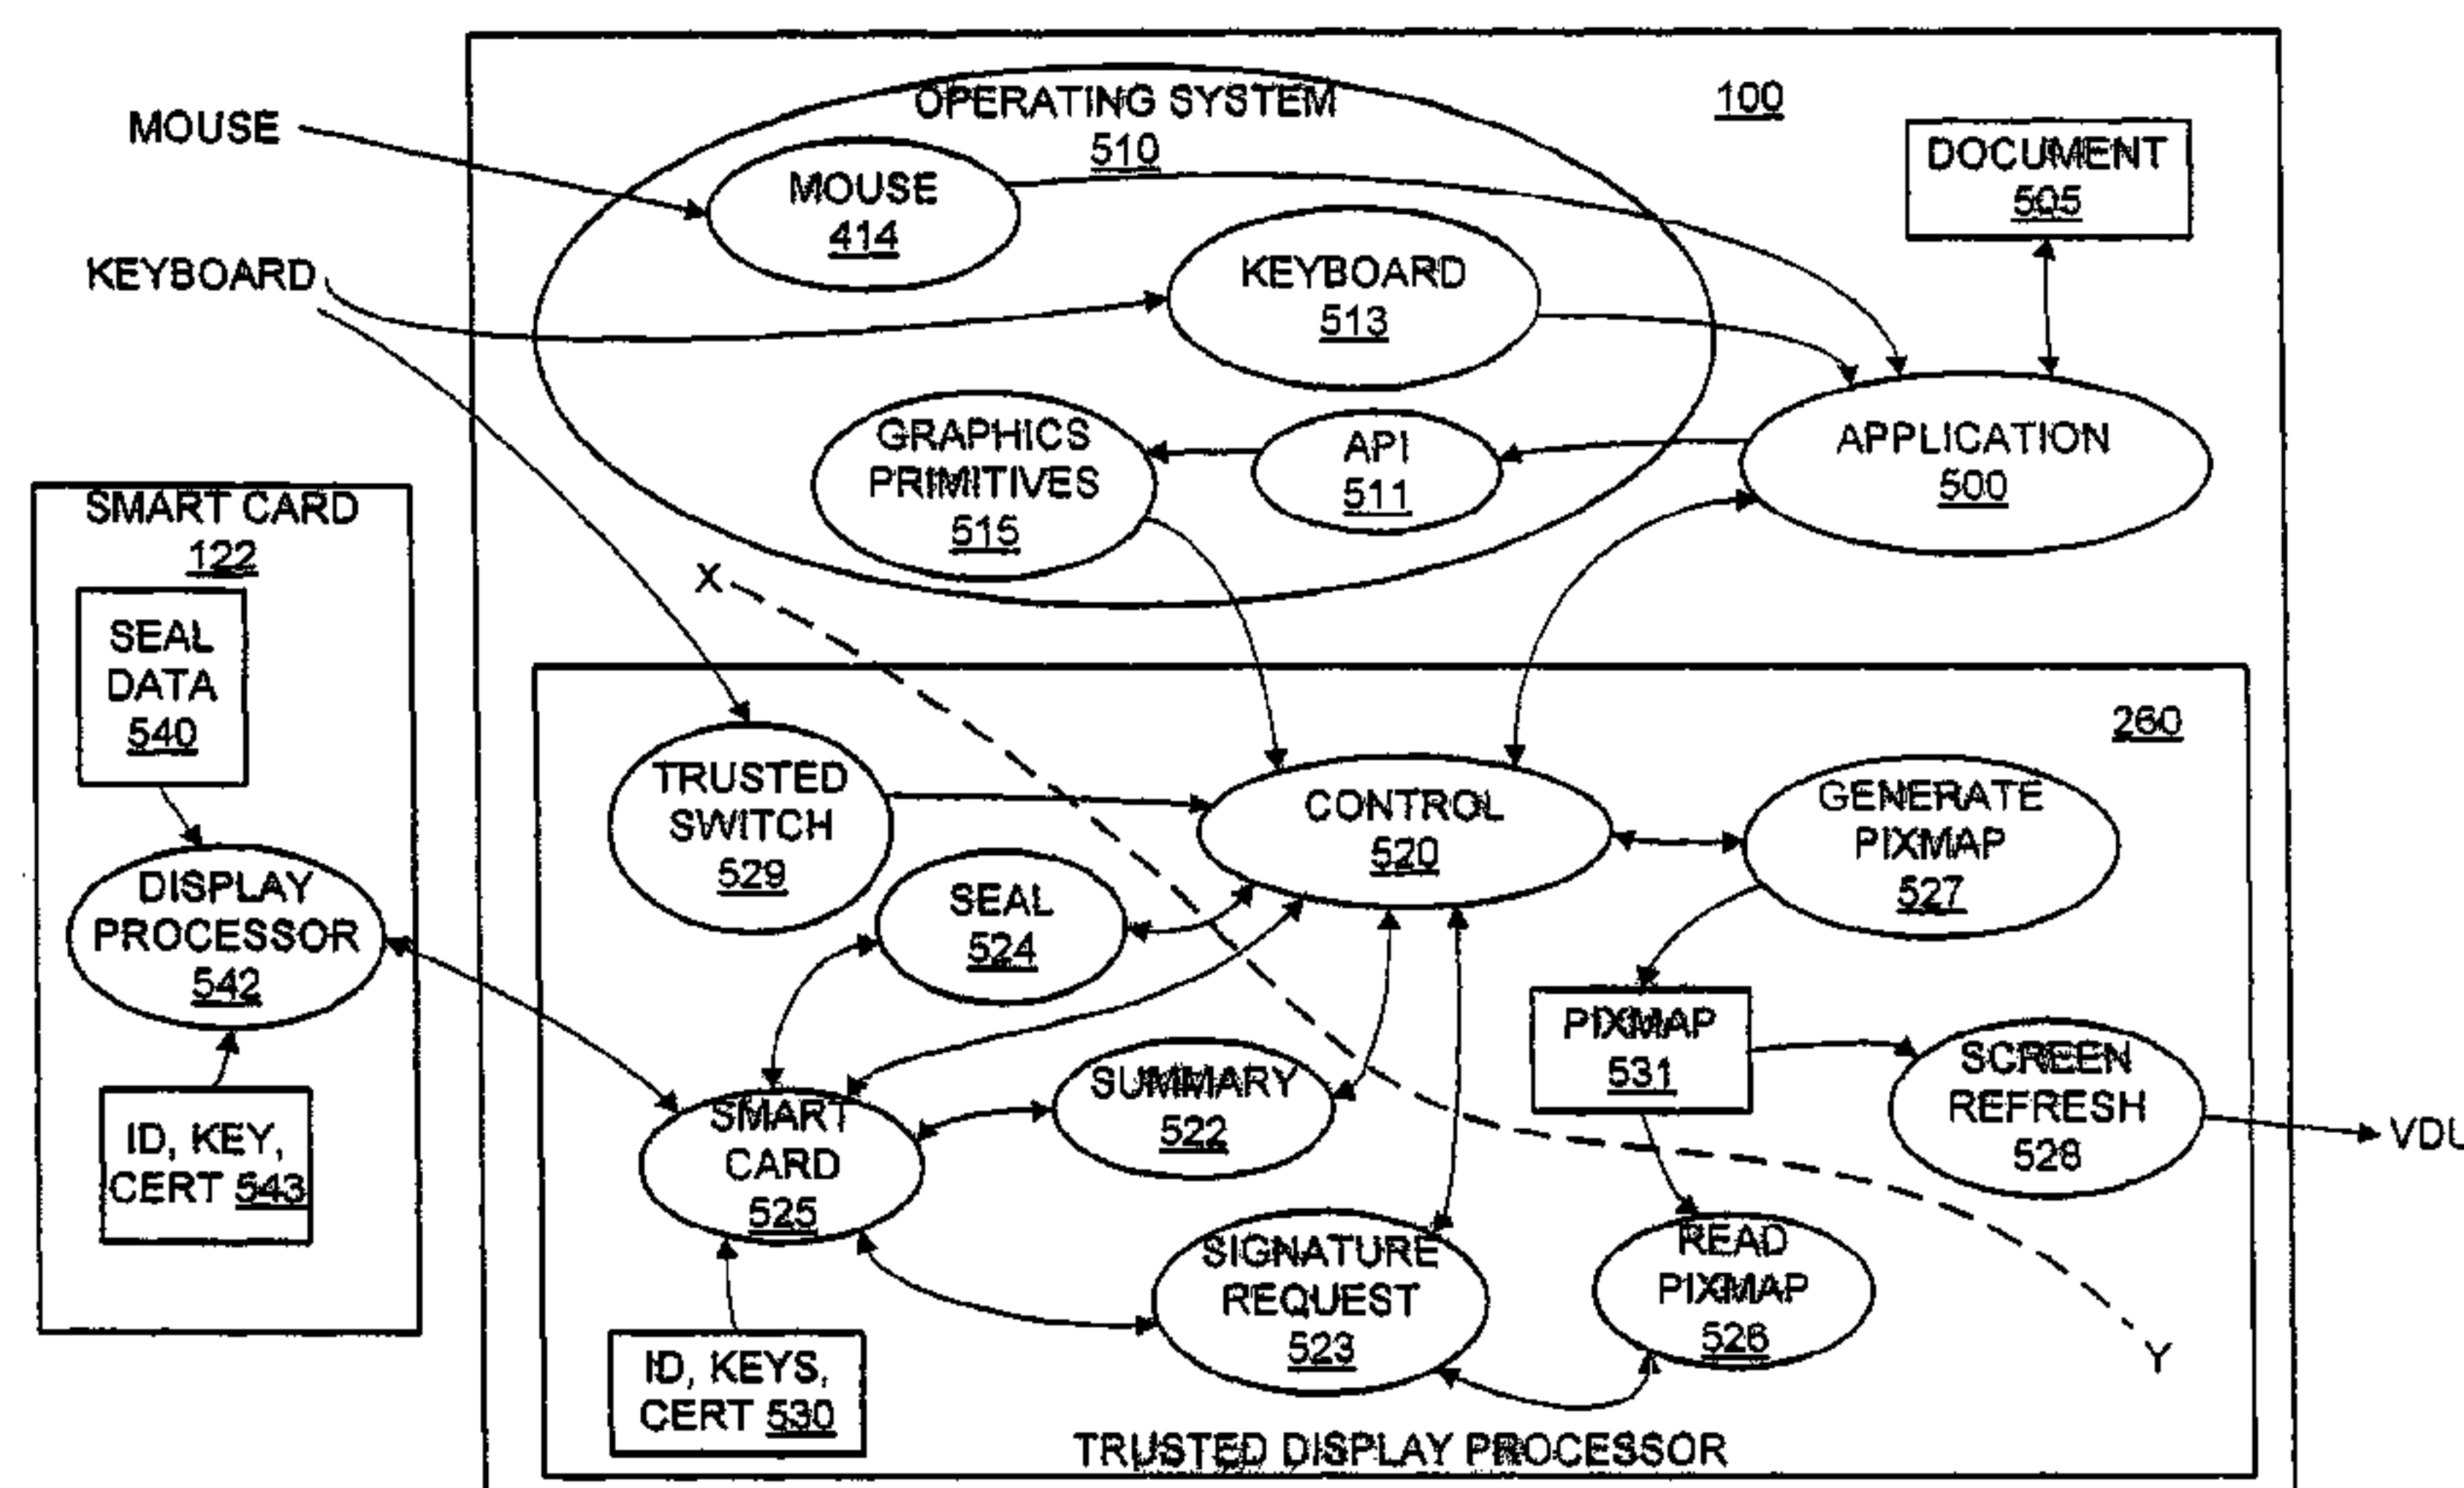 OPERATING SYSTEM
510
100
MOUSE
MOUSE
414
DOCUMENT
505
KEYBOARD
KEYBOARD
513
GRAPHICS
PRIMITIVES
515
API
511
APPLICATION
500
SMART CARD
122
X
SEAL
DATA
540
260
TRUSTED
SWITCH
529
CONTROL
520
GENERATE
PIXMAP
527
DISPLAY
PROCESSOR
542
SEAL
524
PIXMAP
531
SCREEN
REFRESH
528
VDU
ID, KEY,
CERT 543
SMART
CARD
525
SUMMARY
522
SIGNATURE
REQUEST
523
READ
PIXMAP
526
Y
ID, KEYS,
CERT 530
TRUSTED DISPLAY PROCESSOR